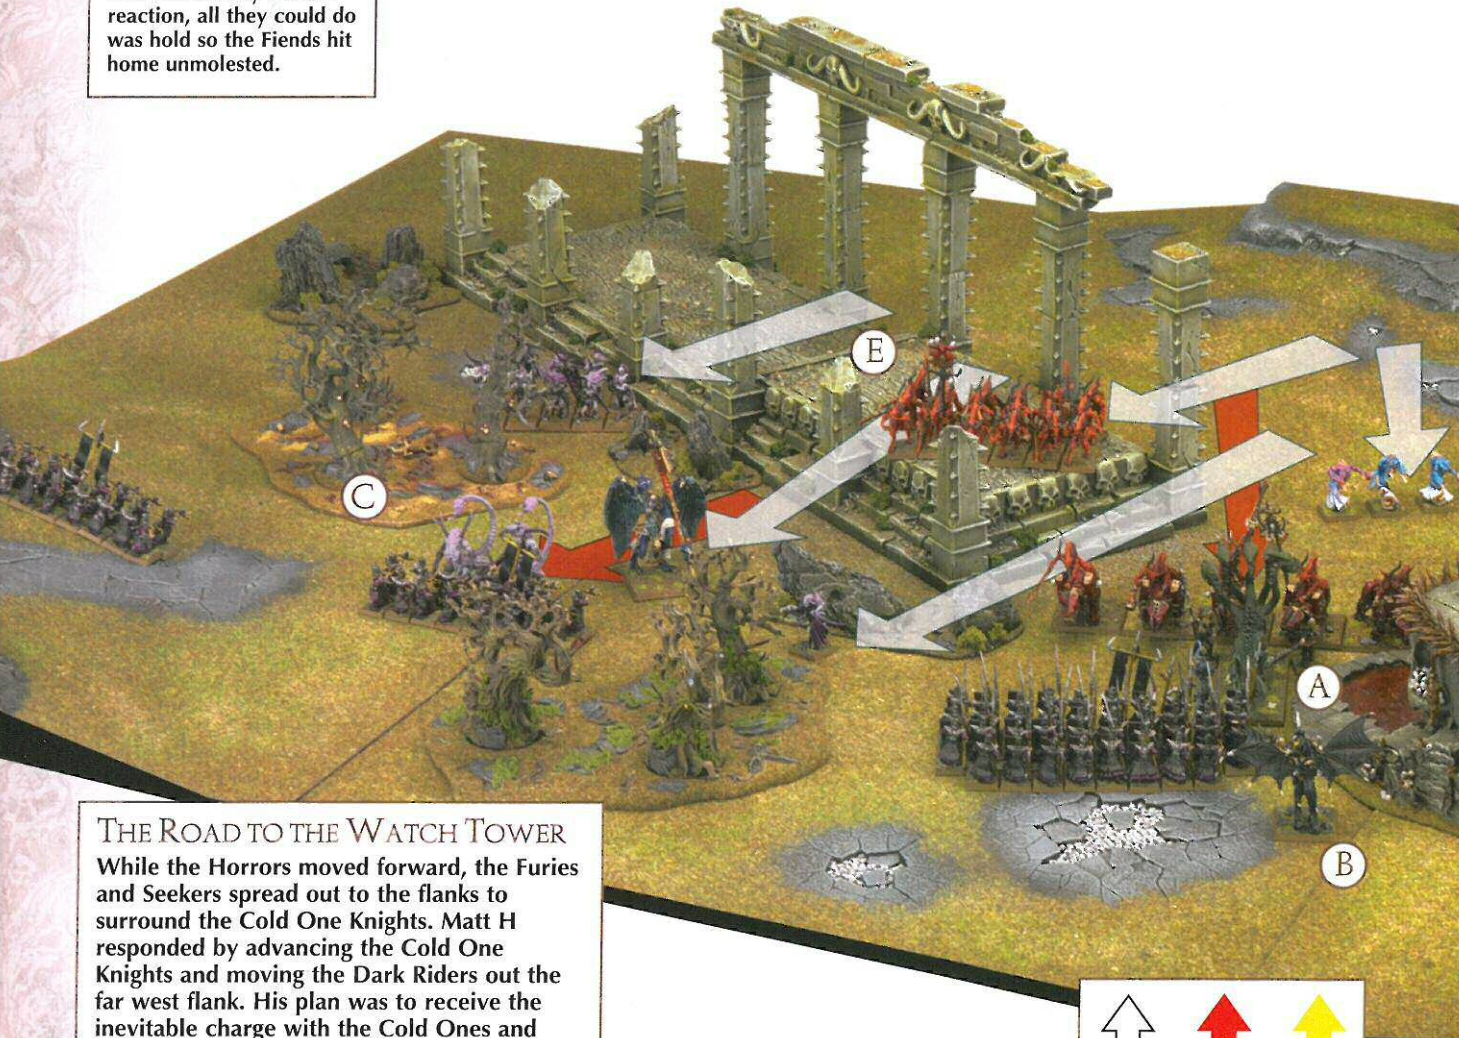 reaction, all they could do
was hold so the Fiends hit
home unmolested.
E
C
A
B
THE ROAD TO THE WATCH TOWER
While the Horrors moved forward, the Furies
and Seekers spread out to the flanks to
surround the Cold One Knights. Matt H
responded by advancing the Cold One
Knights and moving the Dark Riders out the
far west flank. His plan was to receive the
inevitable charge with the Cold Ones and